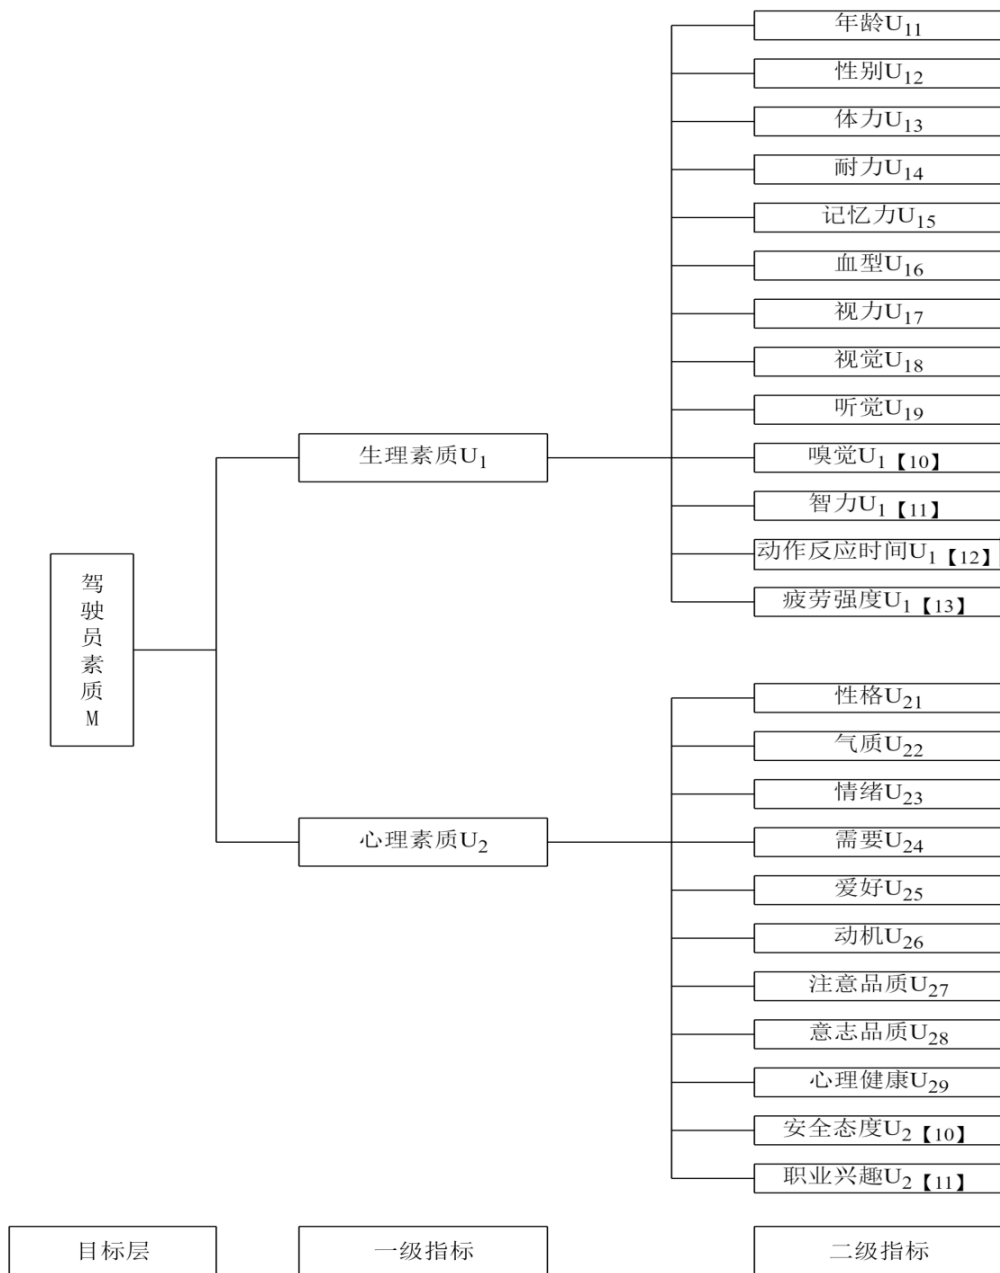 年龄U11
性别U12
体力U13
耐力U14
记忆力U15
血型U16
视力U17
视觉U18
听觉U19
嗅觉U1【10】
智力U1【11】
动作反应时间U1【12】
疲劳强度U1【13】
生理素质U1
驾
驶
员
素
质
M
性格U21
气质U22
情绪U23
需要U24
爱好U25
动机U26
注意品质U27
意志品质U28
心理健康U29
安全态度U2【10】
职业兴趣U2【11】
心理素质U2
目标层
一级指标
二级指标